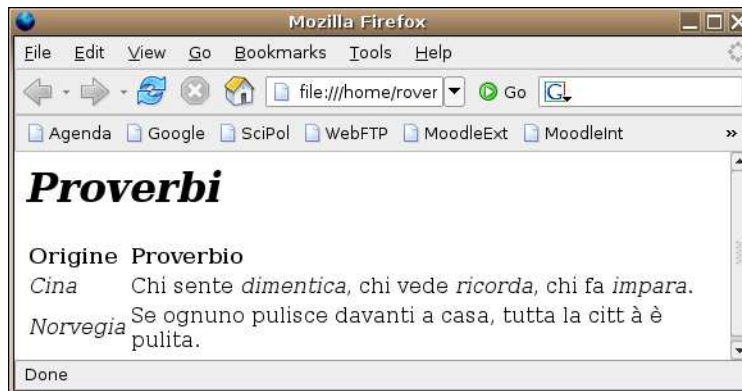 Mozilla Firefox
File Edit View Go Bookmarks Tools Help
file:///home/rover Go G
Agenda Google SciPol WebFTP MoodleExt MoodleInt »
Proverbi
Origine Proverbio
Cina Chi sente dimentica, chi vede ricorda, chi fa impara.
Norvegia Se ognuno pulisce davanti a casa, tutta la citt à è
pulita.
Done